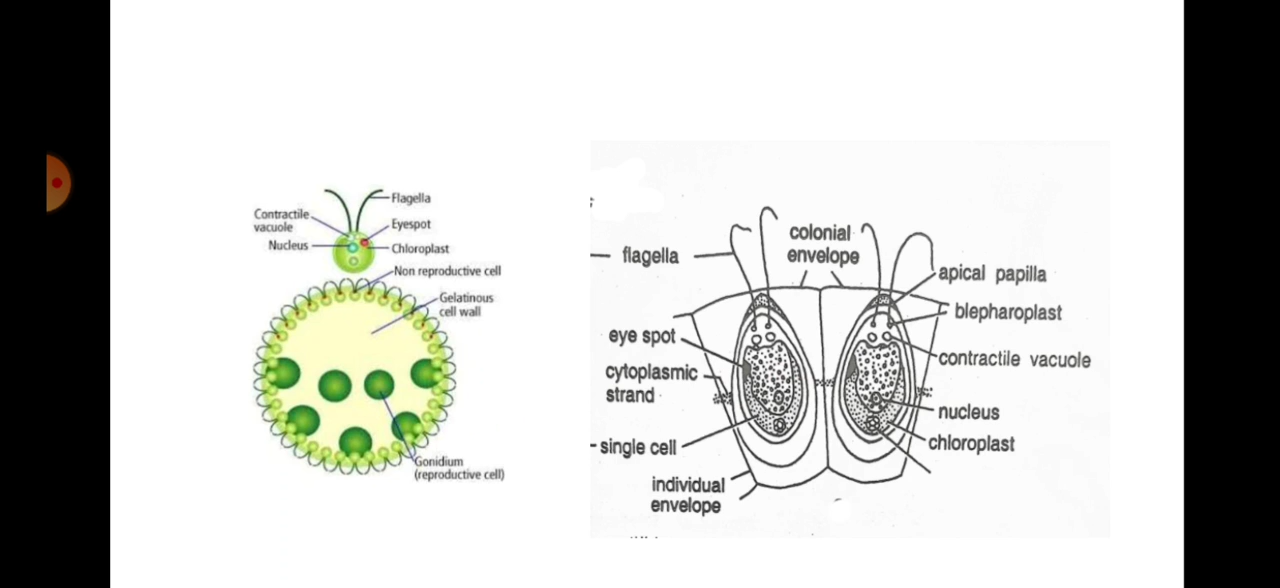 Flagella
Contractile
vacuole
Eyespot
Nucleus
Chloroplast
Non reproductive cell
Gelatinous
cell wall
Gonidium
(reproductive cell)
flagella
colonial
envelope
apical papilla
blepharoplast
eye spot
contractile vacuole
cytoplasmic
strand
nucleus
single cell
chloroplast
individual
envelope